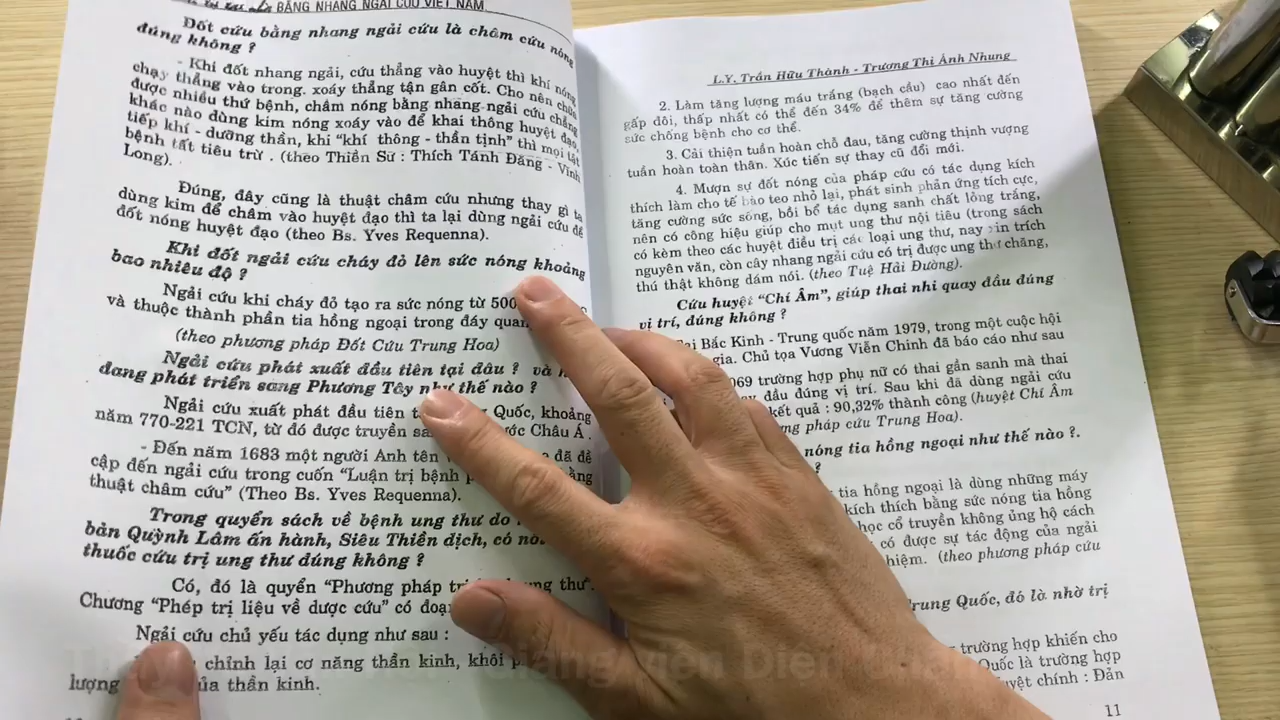 BẰNG NHANG NGẢI CỨU VIỆT NAM
Đốt cứu bằng nhang ngải cứu là châm cứu nóng
đúng không ?
- Khi đốt nhang ngải, cứu thẳng vào huyệt thì khí nóng
chạy thẳng vào trong. xoáy thẳng tận gân cốt. Cho nên chữa
được nhiều thứ bệnh, châm nóng bằng nhang ngải cứu chẳng
khác nào dùng kim nóng xoáy vào để khai thông huyệt đạo,
tiếp khí - dưỡng thần, khi “khí thông - thần tịnh” thì mọi tật
bệnh tất tiêu trừ . (theo Thiền Sư : Thích Tánh Đăng - Vĩnh
Long).
Đúng, đây cũng là thuật châm cứu nhưng thay gì ta
dùng kim để châm vào huyệt đạo thì ta lại dùng ngải cứu để
đốt nóng huyệt đạo (theo Bs. Yves Requenna).
Khi đốt ngải cứu cháy đỏ lên sức nóng khoảng
bao nhiêu độ ?
Ngải cứu khi cháy đỏ tạo ra sức nóng từ 500
và thuộc thành phần tia hồng ngoại trong đáy quan
(theo phương pháp Đốt Cứu Trung Hoa)
Ngải cứu phát xuất đầu tiên tại đâu ? và
đang phát triển sang Phương Tây như thế nào ?
Ngải cứu xuất phát đầu tiên Quốc, khoảng
năm 770-221 TCN, từ đó được truyền Châu Á .
- Đến năm 1683 một người Anh tên đã đề
cập đến ngải cứu trong cuốn “Luận trị bệnh
thuật châm cứu” (Theo Bs. Yves Requenna).
Trong quyển sách về bệnh ung thư do
bản Quỳnh Lâm ấn hành, Siêu Thiền dịch, có
thuốc cứu trị ung thư đúng không ?
Có, đó là quyển “Phương pháp ung thư”.
Chương “Phép trị liệu về dược cứu” có đoạn
Ngải cứu chủ yếu tác dụng như sau :
chỉnh lại cơ năng thần kinh, khôi
lượng của thần kinh.
L.Y. Trần Hữu Thành - Trương Thị Ánh Nhung
2. Làm tăng lượng máu trắng (bạch cầu) cao nhất đến
gấp đôi, thấp nhất có thể đến 34% để thêm sự tăng cường
sức chống bệnh cho cơ thể.
3. Cải thiện tuần hoàn chỗ đau, tăng cường thịnh vượng
tuần hoàn toàn thân. Xúc tiến sự thay cũ đổi mới.
4. Mượn sự đốt nóng của pháp cứu có tác dụng kích
thích làm cho tế bào teo nhỏ lại, phát sinh phản ứng tích cực,
tăng cường sức sóng, bồi bổ tác dụng sanh chất lỏng trắng,
nên có công hiệu giúp cho mụt ung thư nội tiêu (trong sách
có kèm theo các huyệt điều trị các loại ung thư, nay xin trích
nguyên văn, còn cây nhang ngải cứu có trị được ung thư chăng,
thú thật không dám nói. (theo Tuệ Hải Đường).
Cứu huyệt “Chí Âm”, giúp thai nhi quay đầu đúng
vị trí, đúng không ?
Tại Bắc Kinh - Trung quốc năm 1979, trong một cuộc hội
gia. Chủ tọa Vương Viễn Chinh đã báo cáo như sau
069 trường hợp phụ nữ có thai gần sanh mà thai
đầu đúng vị trí. Sau khi đã dùng ngải cứu
kết quả : 90,32% thành công (huyệt Chí Âm
pháp cứu Trung Hoa).
nóng tia hồng ngoại như thế nào ?.
?
tia hồng ngoại là dùng những máy
kích thích bằng sức nóng tia hồng
học cổ truyền không ủng hộ cách
có được sự tác động của ngải
(theo phương pháp cứu
Trung Quốc, đó là nhờ trị
trường hợp khiến cho
Quốc là trường hợp
huyệt chính : Đản
11